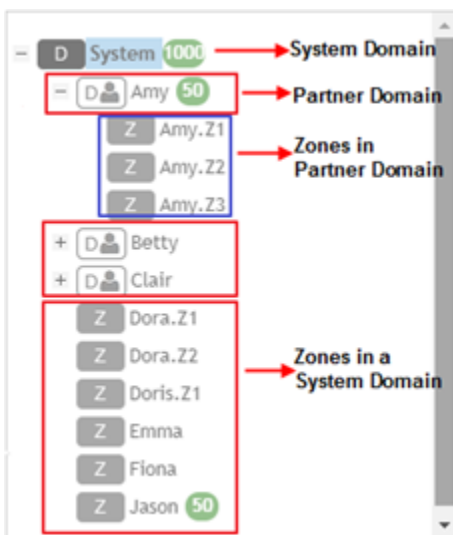 D System 1000 System Domain
D Amy 50 Partner Domain
Z Amy.Z1
Z Amy.Z2
Z Amy.Z3
Zones in
Partner Domain
D Betty
D Clair
Z Dora.Z1
Z Dora.Z2
Z Doris.Z1
Z Emma
Z Fiona
Z Jason 50
Zones in a
System Domain